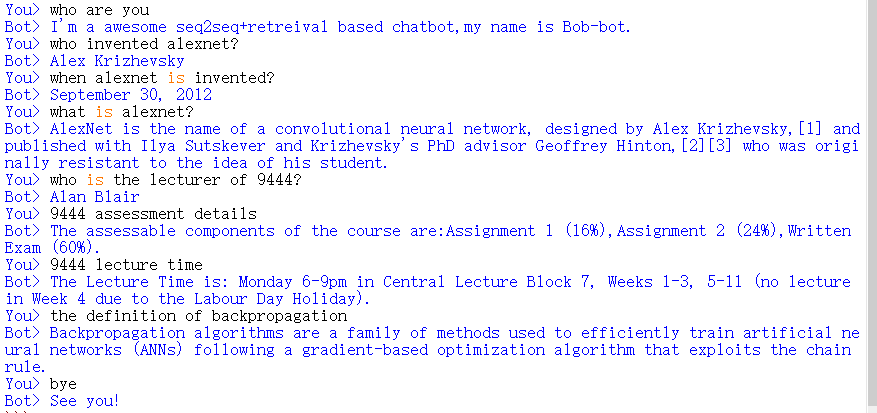 You> who are you
Bot> I'm a awesome seq2seq+retreival based chatbot,my name is Bob-bot.
You> who invented alexnet?
Bot> Alex Krizhevsky
You> when alexnet is invented?
Bot> September 30, 2012
You> what is alexnet?
Bot> AlexNet is the name of a convolutional neural network, designed by Alex Krizhevsky,[1] and
published with Ilya Sutskever and Krizhevsky's PhD advisor Geoffrey Hinton,[2][3] who was origi
nally resistant to the idea of his student.
You> who is the lecturer of 9444?
Bot> Alan Blair
You> 9444 assessment details
Bot> The assessable components of the course are:Assignment 1 (16%),Assignment 2 (24%),Written
Exam (60%).
You> 9444 lecture time
Bot> The Lecture Time is: Monday 6-9pm in Central Lecture Block 7, Weeks 1-3, 5-11 (no lecture
in Week 4 due to the Labour Day Holiday).
You> the definition of backpropagation
Bot> Backpropagation algorithms are a family of methods used to efficiently train artificial ne
ural networks (ANNs) following a gradient-based optimization algorithm that exploits the chain
rule.
You> bye
Bot> See you!